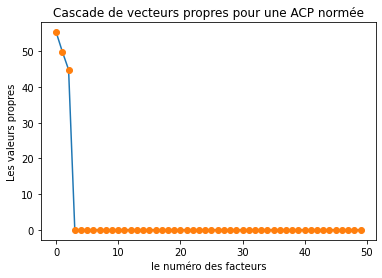 Cascade de vecteurs propres pour une ACP normée
Les valeurs propres
50
40
30
20
10
0
0 10 20 30 40 50
le numéro des facteurs